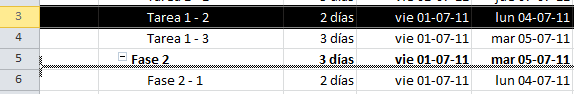 3 Tarea 1 - 2 2 días vie 01-07-11 lun 04-07-11
4 Tarea 1 - 3 3 días mar 01-07-11 mar 05-07-11
5 Fase 2 3 días vie 01-07-11 mar 05-07-11
6 Fase 2 - 1 2 días vie 01-07-11 lun 04-07-11